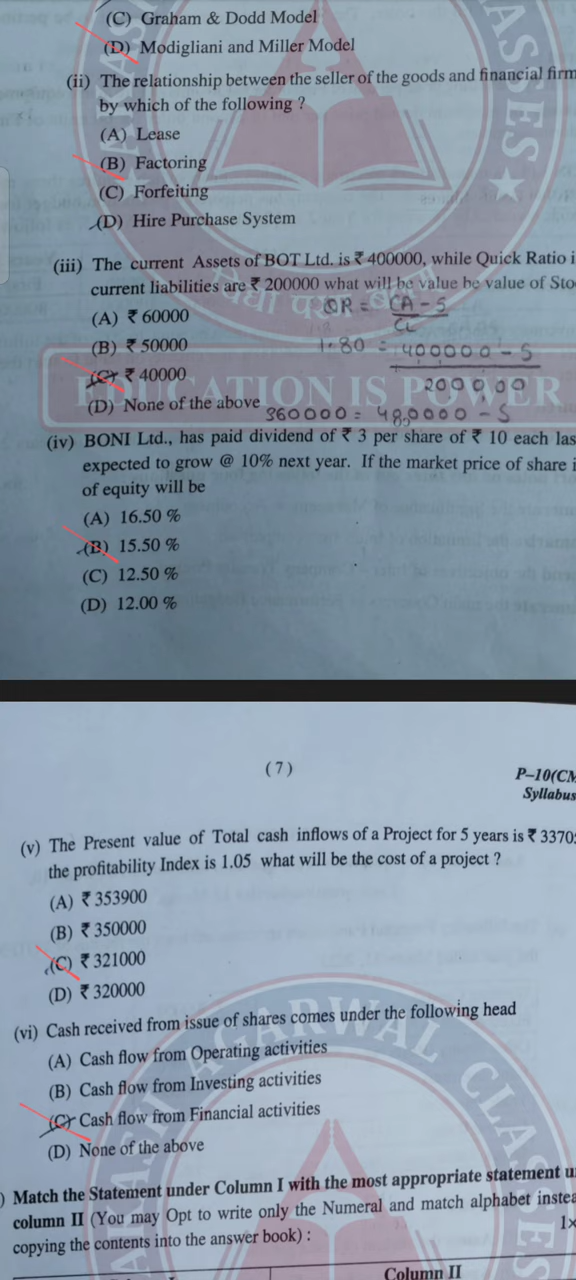 (C) Graham & Dodd Model
(D) Modigliani and Miller Model
(ii) The relationship between the seller of the goods and financial firm
by which of the following ?
(A) Lease
(B) Factoring
(C) Forfeiting
(D) Hire Purchase System
(iii) The current Assets of BOT Ltd. is ₹ 400000, while Quick Ratio i
current liabilities are ₹ 200000 what will be value be value of Sto
(A) ₹ 60000
QR = CA - S
CL
(B) ₹ 50000
1.80 = 400000 - S
200000
(C) ₹ 40000
EDUCATION IS POWER
(D) None of the above
360000 = 400000 - S
(iv) BONI Ltd., has paid dividend of ₹ 3 per share of ₹ 10 each las
expected to grow @ 10% next year. If the market price of share i
of equity will be
(A) 16.50 %
(B) 15.50 %
(C) 12.50 %
(D) 12.00 %
(7)
P–10(CM
Syllabus
(v) The Present value of Total cash inflows of a Project for 5 years is ₹ 3370
the profitability Index is 1.05 what will be the cost of a project ?
(A) ₹ 353900
(B) ₹ 350000
(C) ₹ 321000
(D) ₹ 320000
(vi) Cash received from issue of shares comes under the following head
(A) Cash flow from Operating activities
(B) Cash flow from Investing activities
(C) Cash flow from Financial activities
(D) None of the above
AGARWAL CLASSES
) Match the Statement under Column I with the most appropriate statement u
column II (You may Opt to write only the Numeral and match alphabet instea
copying the contents into the answer book) :
1×
Column II